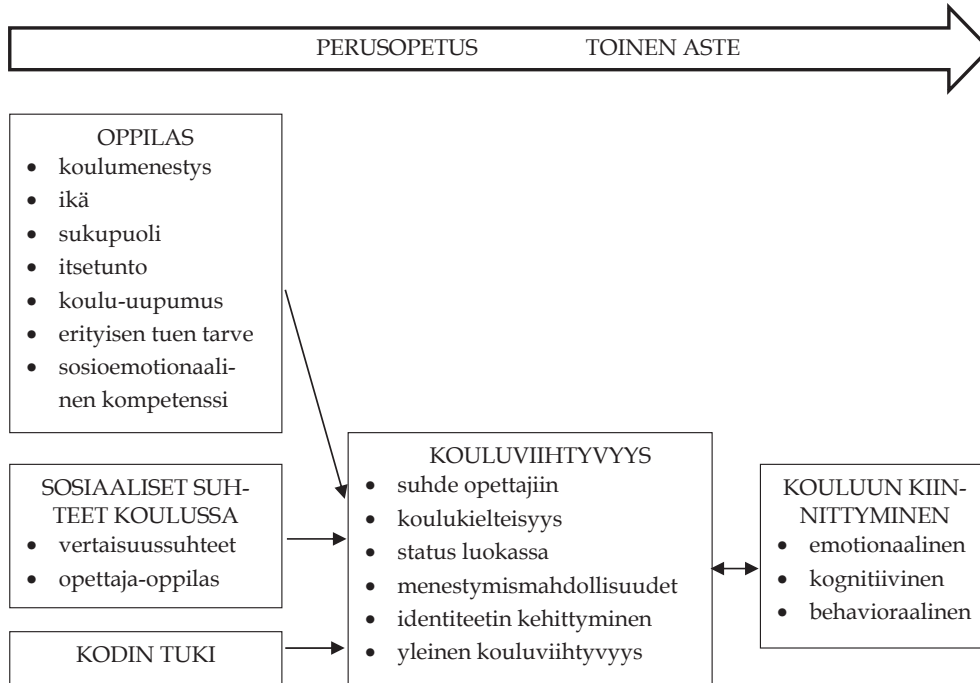 PERUSOPETUS TOINEN ASTE
OPPILAS
• koulumenestys
• ikä
• sukupuoli
• itsetunto
• koulu-uupumus
• erityisen tuen tarve
• sosioemotionaali-
nen kompetenssi
SOSIAALISET SUH-
TEET KOULUSSA
• vertaisuussuhteet
• opettaja-oppilas
KODIN TUKI
KOULUVIIHTYVYYS
• suhde opettajiin
• koulukielteisyys
• status luokassa
• menestymismahdollisuudet
• identiteetin kehittyminen
• yleinen kouluviihtyvyys
KOULUUN KIIN-
NITTYMINEN
• emotionaalinen
• kognitiivinen
• behavioraalinen